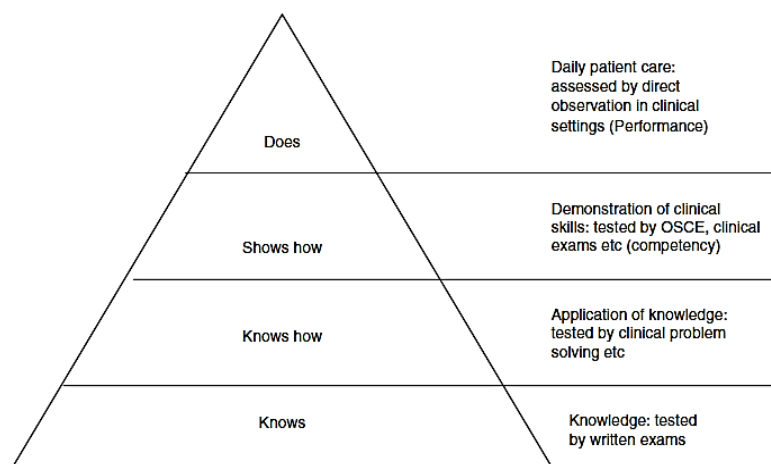 Does
Daily patient care:
assessed by direct
observation in clinical
settings (Performance)
Shows how
Demonstration of clinical
skills: tested by OSCE, clinical
exams etc (competency)
Knows how
Application of knowledge:
tested by clinical problem
solving etc
Knows
Knowledge: tested
by written exams